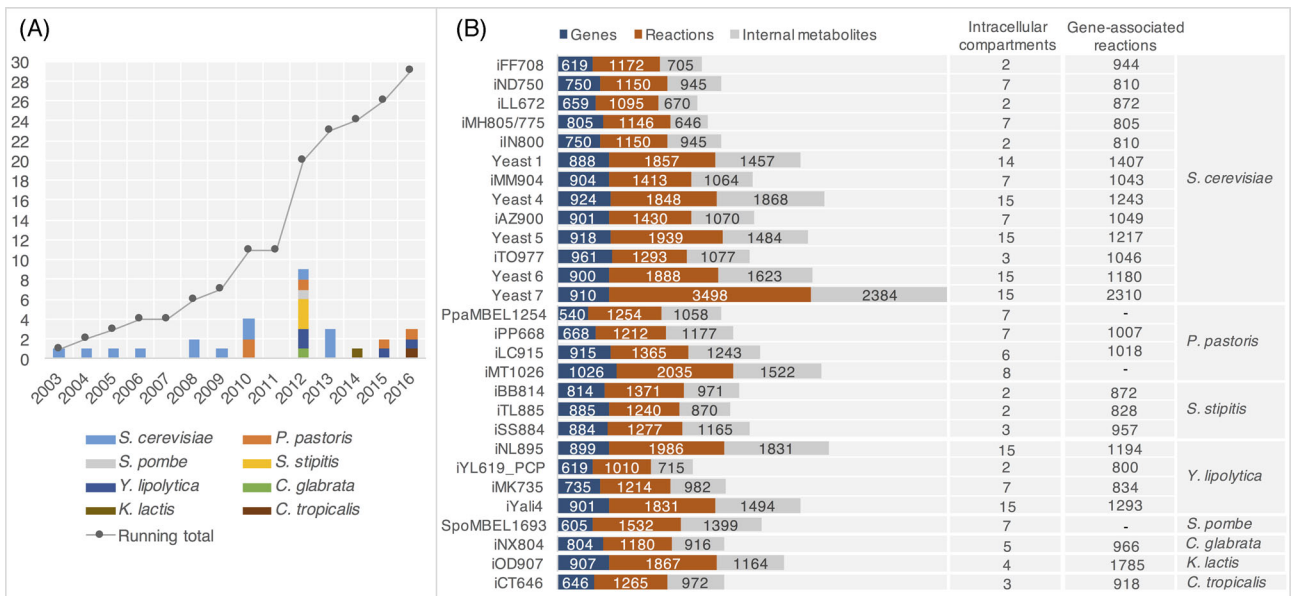 (A)
30
28
26
24
22
20
18
16
14
12
10
8
6
4
2
0
2003 2004 2005 2006 2007 2008 2009 2010 2011 2012 2013 2014 2015 2016
S. cerevisiae P. pastoris
S. pombe S. stipitis
Y. lipolytica C. glabrata
K. lactis C. tropicalis
Running total
(B)
Genes Reactions Internal metabolites
Intracellular compartments
Gene-associated reactions
iFF708 619 1172 705 2 944
iND750 750 1150 945 7 810
iLL672 659 1095 670 2 872
iMH805/775 805 1146 646 7 805
iIN800 750 1150 945 2 810
Yeast 1 888 1857 1457 14 1407
iMM904 904 1413 1064 7 1043
S. cerevisiae
Yeast 4 924 1848 1868 15 1243
iAZ900 901 1430 1070 7 1049
Yeast 5 918 1939 1484 15 1217
iTO977 961 1293 1077 3 1046
Yeast 6 900 1888 1623 15 1180
Yeast 7 910 3498 2384 15 2310
PpaMBEL1254 540 1254 1058 7 -
iPP668 668 1212 1177 7 1007
P. pastoris
iLC915 915 1365 1243 6 1018
iMT1026 1026 2035 1522 8 -
iBB814 814 1371 971 2 872
iTL885 885 1240 870 2 828 S. stipitis
iSS884 884 1277 1165 3 957
iNL895 899 1986 1831 15 1194
iYL619_PCP 619 1010 715 2 800
Y. lipolytica
iMK735 735 1214 982 7 834
iYali4 901 1831 1494 15 1293
SpoMBEL1693 605 1532 1399 7 - S. pombe
iNX804 804 1180 916 5 966 C. glabrata
iOD907 907 1867 1164 4 1785 K. lactis
iCT646 646 1265 972 3 918 C. tropicalis